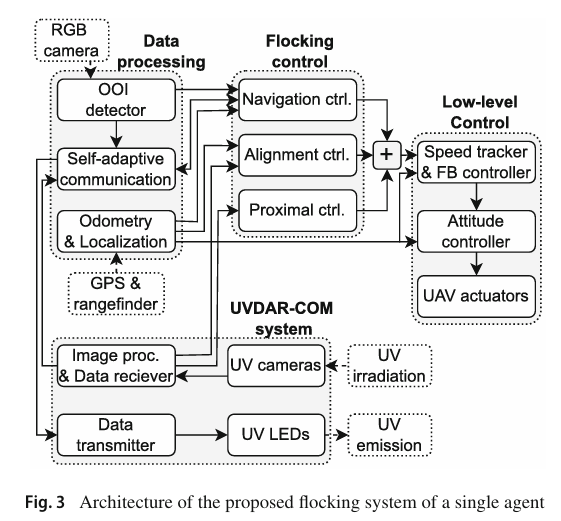 RGB
camera
Data
processing
Flocking
control
OOI
detector
Navigation ctrl.
Low-level
Control
Self-adaptive
communication
Alignment ctrl.
+
Speed tracker
& FB controller
Odometry
& Localization
Proximal ctrl.
Attitude
controller
GPS &
rangefinder
UAV actuators
UVDAR-COM
system
Image proc.
& Data reciever
UV cameras
UV
irradiation
Data
transmitter
UV LEDs
UV
emission
Fig. 3 Architecture of the proposed flocking system of a single agent